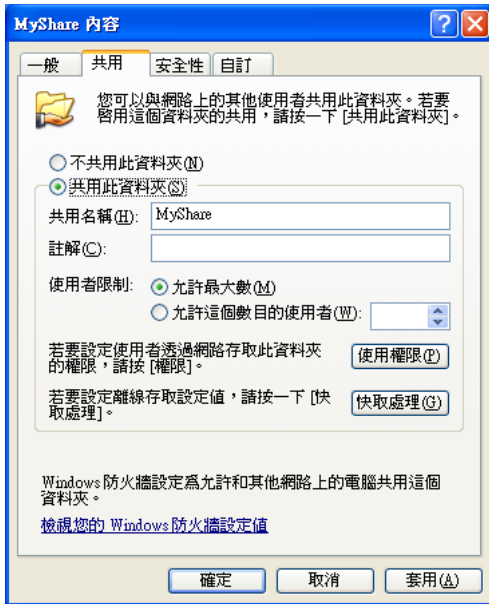 MyShare 內容
一般 共用 安全性 自訂
您可以與網路上的其他使用者共用此資料夾。若要
啓用這個資料夾的共用，請按一下 [共用此資料夾]。
不共用此資料夾(N)
共用此資料夾(S)
共用名稱(H): MyShare
註解(C):
使用者限制: 允許最大數(M)
允許這個數目的使用者(W):
若要設定使用者透過網路存取此資料夾
的權限，請按 [權限]。
使用權限(P)
若要設定離線存取設定值，請按一下 [快
取處理]。
快取處理(G)
Windows 防火牆設定爲允許和其他網路上的電腦共用這個
資料夾。
檢視您的 Windows 防火牆設定值
確定 取消 套用(A)